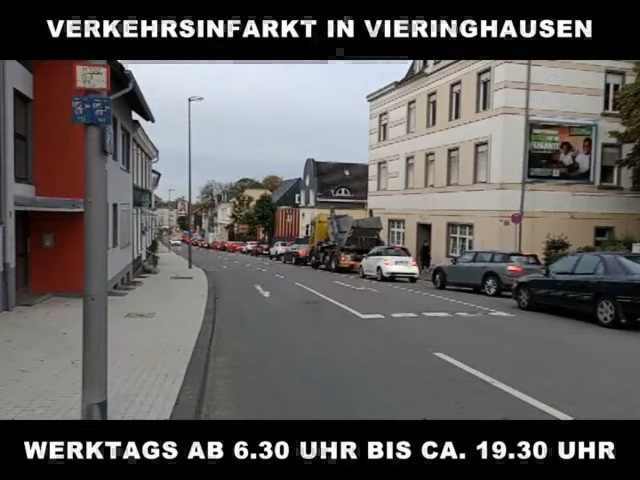 VERKEHRSINFARKT IN VIERINGHAUSEN
WERKTAGS AB 6.30 UHR BIS CA. 19.30 UHR